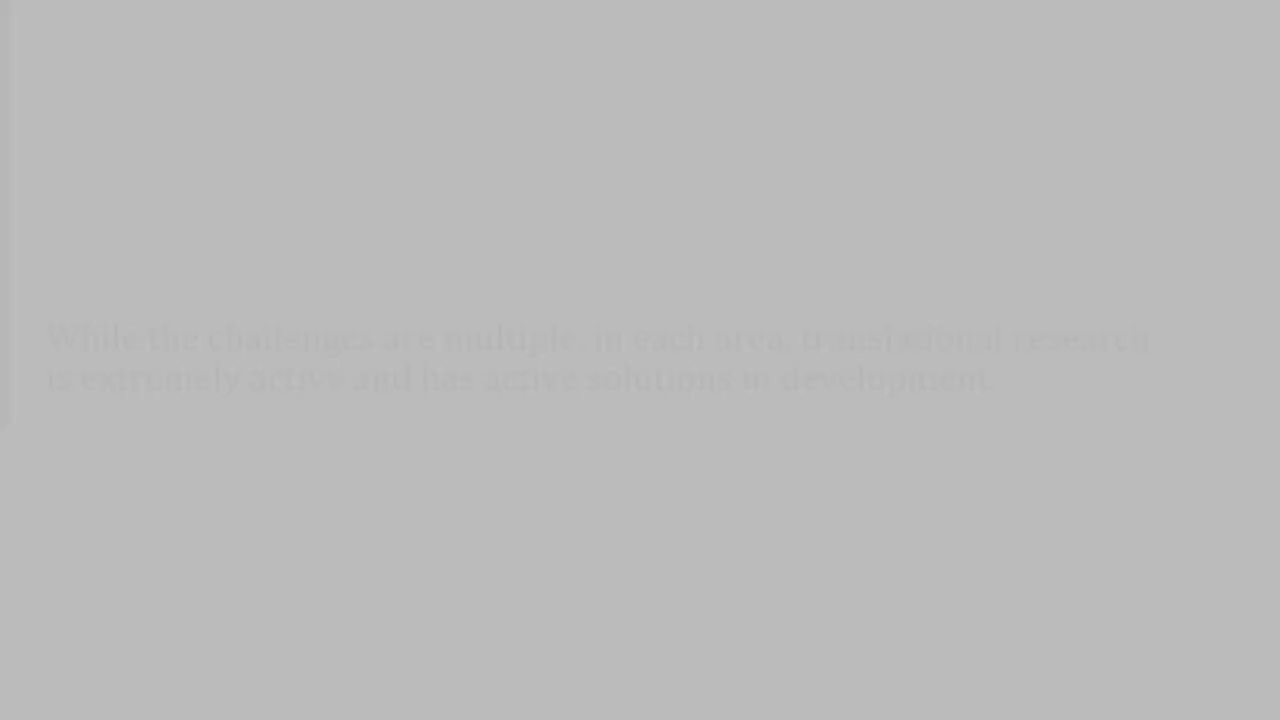 While the challenges are multiple, in each area, translational research
is extremely active and has active solutions in development